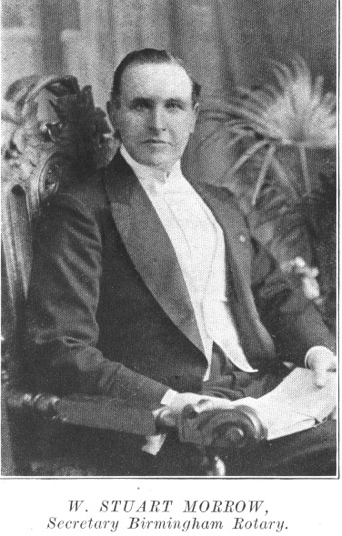 W. STUART MORROW,
Secretary Birmingham Rotary.